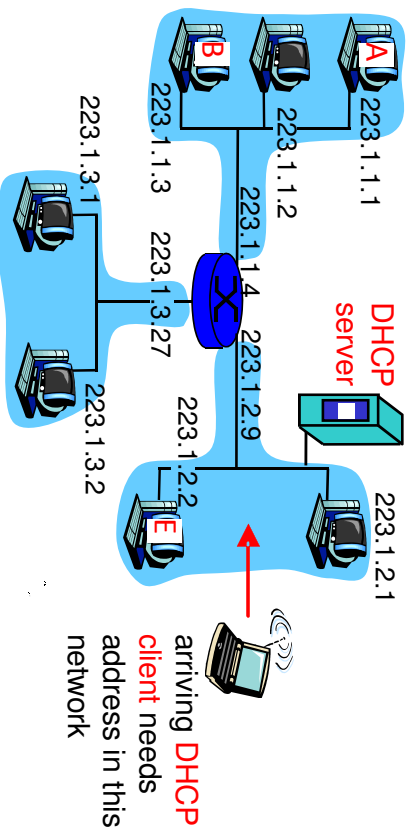 A
223.1.1.1
223.1.1.2
B
223.1.1.3
223.1.1.4
223.1.2.9
223.1.3.27
223.1.3.1
223.1.3.2
DHCP
server
223.1.2.1
223.1.2.2
E
arriving DHCP
client needs
address in this
network